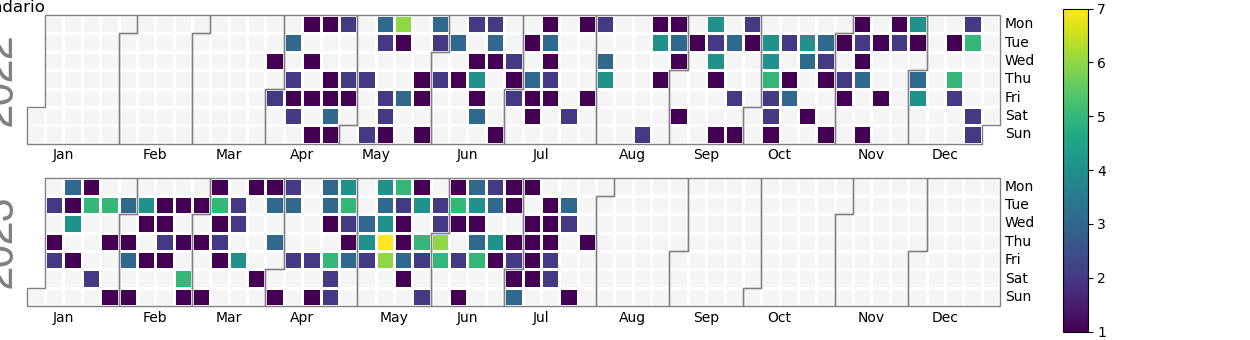 ndario
2022
Mon
Tue
Wed
Thu
Fri
Sat
Sun
Jan Feb Mar Apr May Jun Jul Aug Sep Oct Nov Dec
2023
Mon
Tue
Wed
Thu
Fri
Sat
Sun
Jan Feb Mar Apr May Jun Jul Aug Sep Oct Nov Dec
7
6
5
4
3
2
1